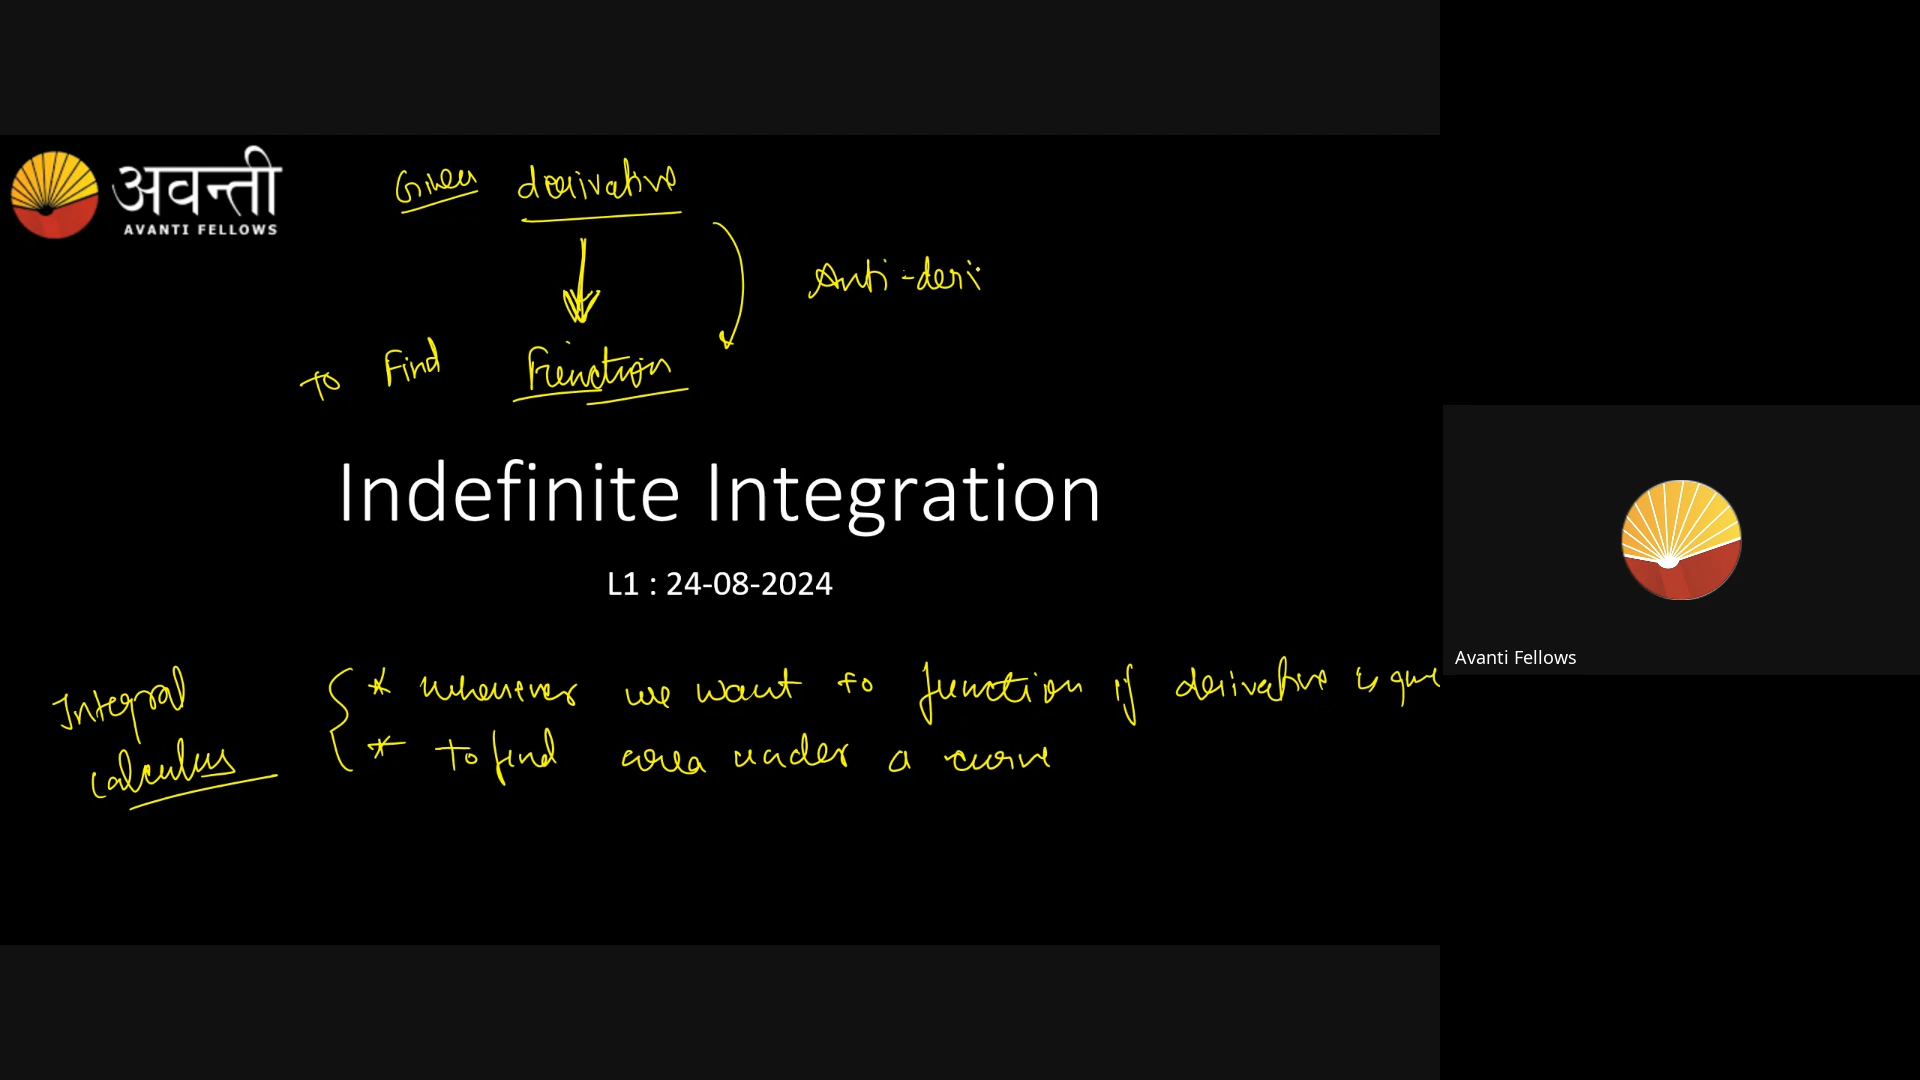 अवन्ती
AVANTI FELLOWS
Given derivative
Anti-deri
To Find Function
Indefinite Integration
L1 : 24-08-2024
Integral calculus
* whenever we want to function if derivative is give
* To find area under a curve
Avanti Fellows